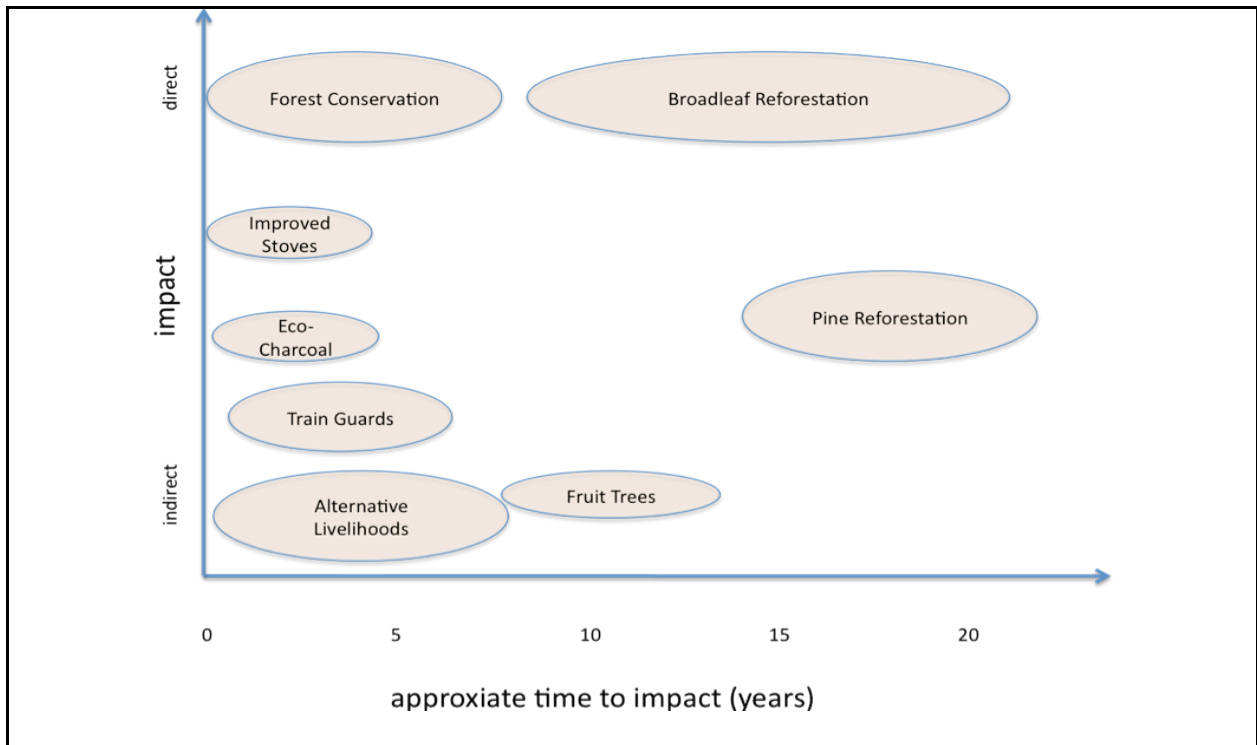 direct
Forest Conservation
Broadleaf Reforestation
Improved
Stoves
impact
Pine Reforestation
Eco-
Charcoal
Train Guards
indirect
Alternative
Livelihoods
Fruit Trees
0 5 10 15 20
approxiate time to impact (years)